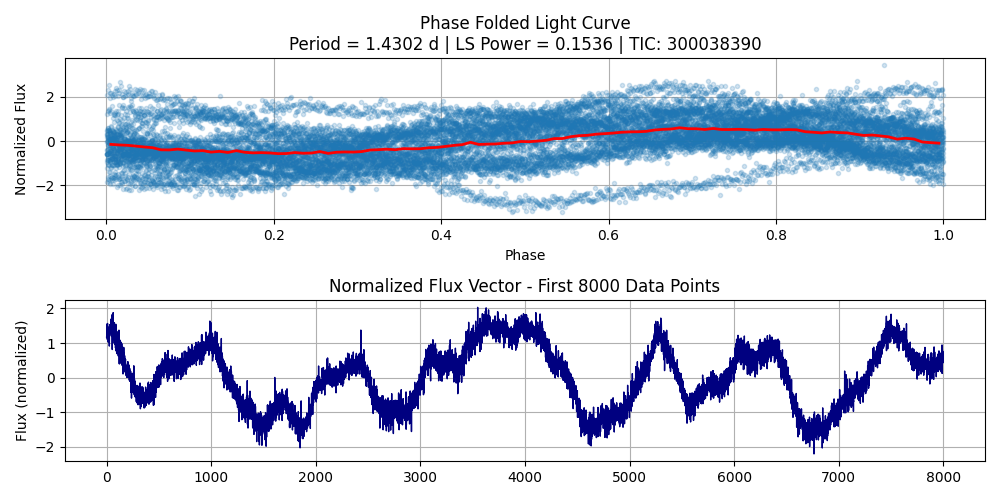 Phase Folded Light Curve
Period = 1.4302 d | LS Power = 0.1536 | TIC: 300038390
Normalized Flux
2
0
−2
0.0 0.2 0.4 0.6 0.8 1.0
Phase
Normalized Flux Vector - First 8000 Data Points
Flux (normalized)
2
1
0
−1
−2
0 1000 2000 3000 4000 5000 6000 7000 8000